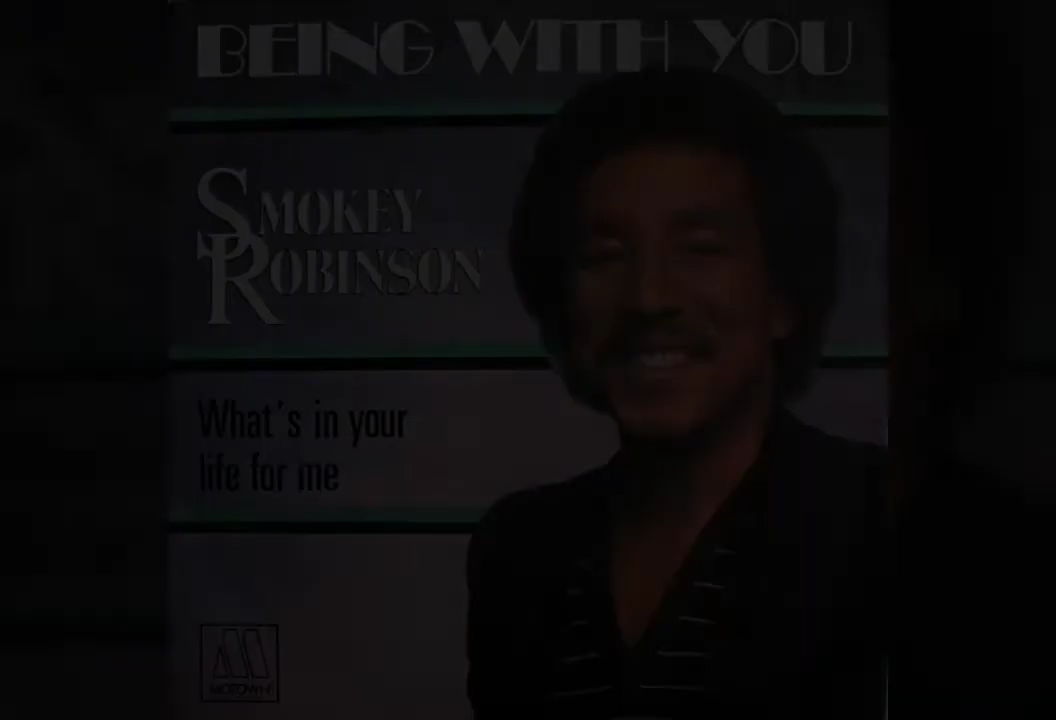 BEING WITH YOU
SMOKEY
ROBINSON
What's in your
life for me
MOTOWN